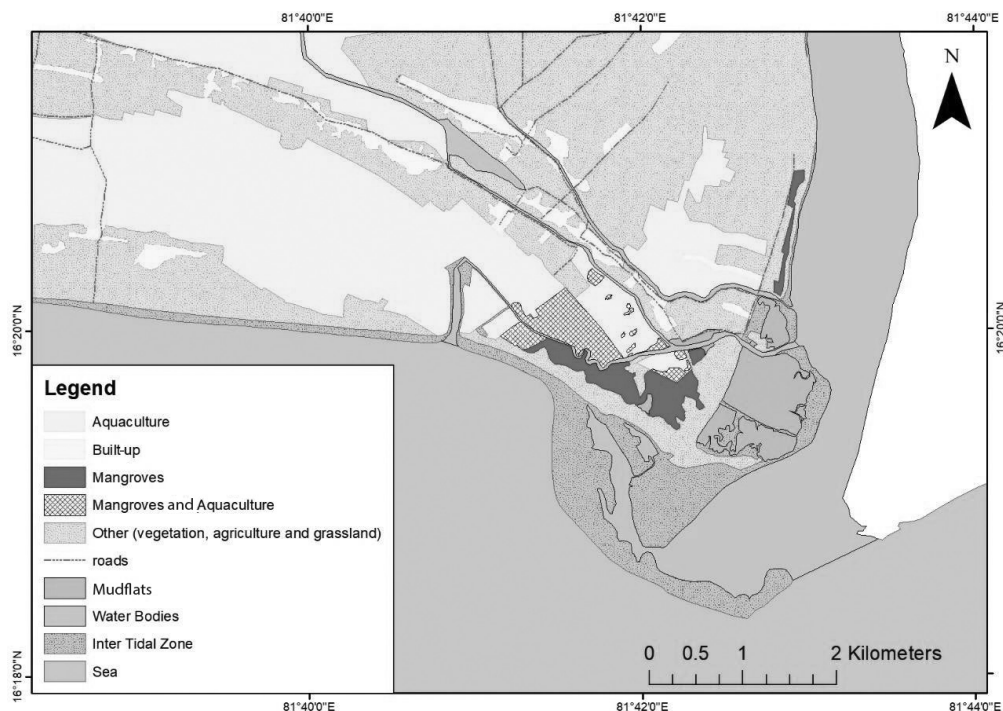 81°40'0"E 81°42'0"E 81°44'0"E
N
16°20'0"N 16°20'0"N
Legend
Aquaculture
Built-up
Mangroves
Mangroves and Aquaculture
Other (vegetation, agriculture and grassland)
roads
Mudflats
Water Bodies
Inter Tidal Zone
Sea
0 0.5 1 2 Kilometers
16°18'0"N
81°40'0"E 81°42'0"E 81°44'0"E